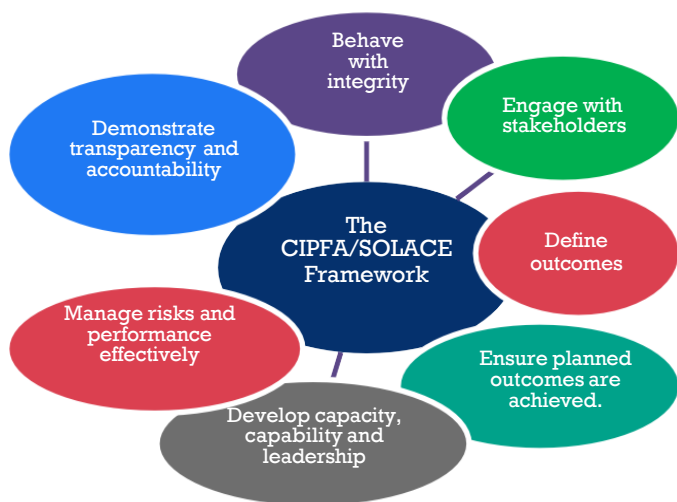 Behave
with
integrity
Engage with
stakeholders
Demonstrate
transparency and
accountability
The
CIPFA/SOLACE
Framework
Define
outcomes
Manage risks and
performance
effectively
Ensure planned
outcomes are
achieved.
Develop capacity,
capability and
leadership